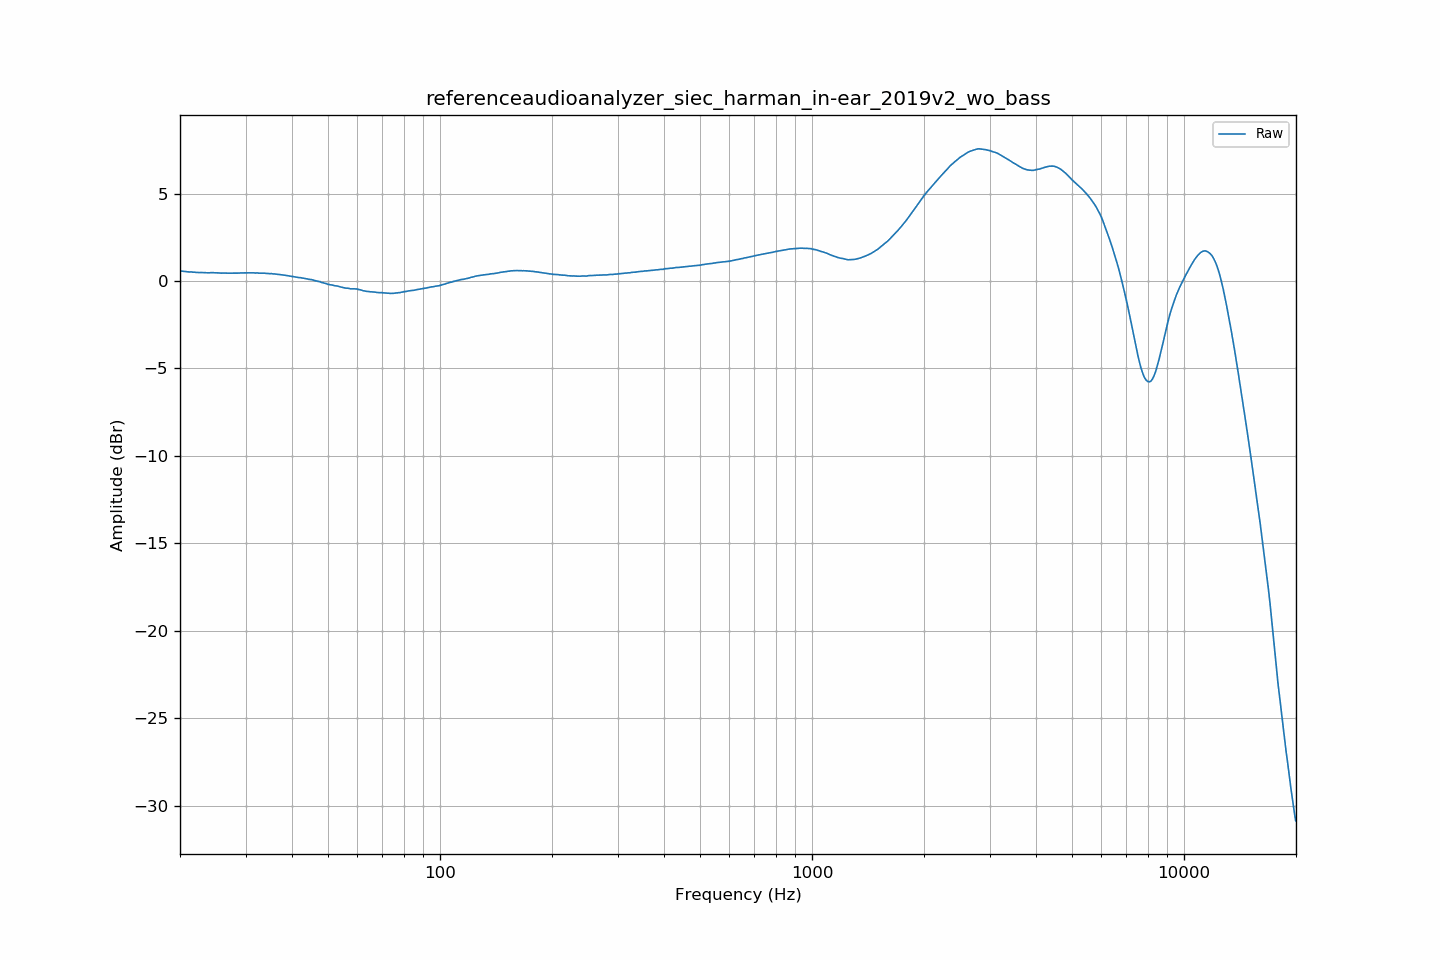 referenceaudioanalyzer_siec_harman_in-ear_2019v2_wo_bass
Raw
5
0
−5
−10
−15
−20
−25
−30
Amplitude (dBr)
100
1000
10000
Frequency (Hz)